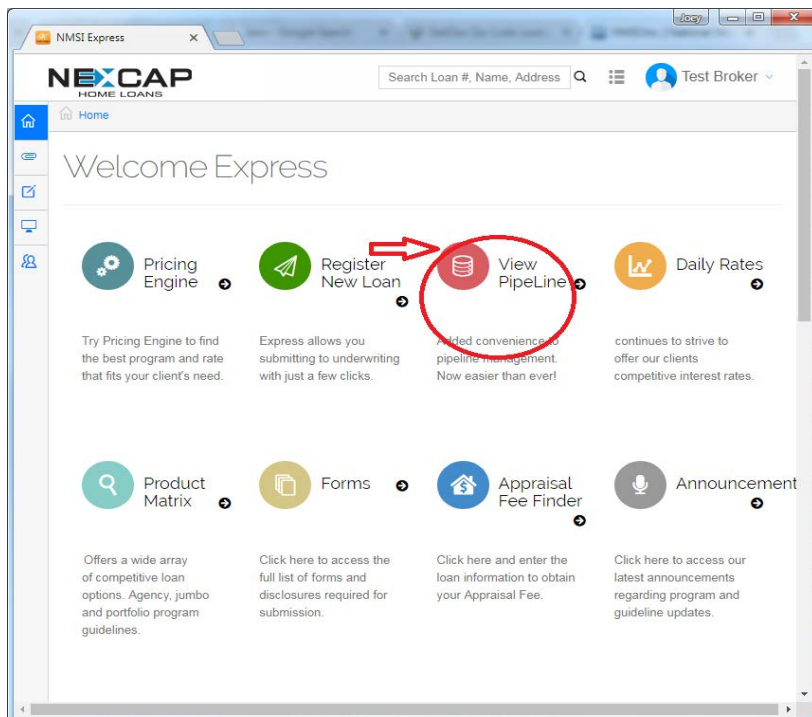 Joey
NMSI Express
NEXCAP
HOME LOANS
Search Loan #, Name, Address
Test Broker
Home
Welcome Express
Pricing
Engine
Register
New Loan
View
PipeLine
Daily Rates
Try Pricing Engine to find
the best program and rate
that fits your client's need.
Express allows you
submitting to underwriting
with just a few clicks.
Added convenience to
pipeline management.
Now easier than ever!
continues to strive to
offer our clients
competitive interest rates.
Product
Matrix
Forms
Appraisal
Fee Finder
Announcement
Offers a wide array
of competitive loan
options. Agency, jumbo
and portfolio program
guidelines.
Click here to access the
full list of forms and
disclosures required for
submission.
Click here and enter the
loan information to obtain
your Appraisal Fee.
Click here to access our
latest announcements
regarding program and
guideline updates.